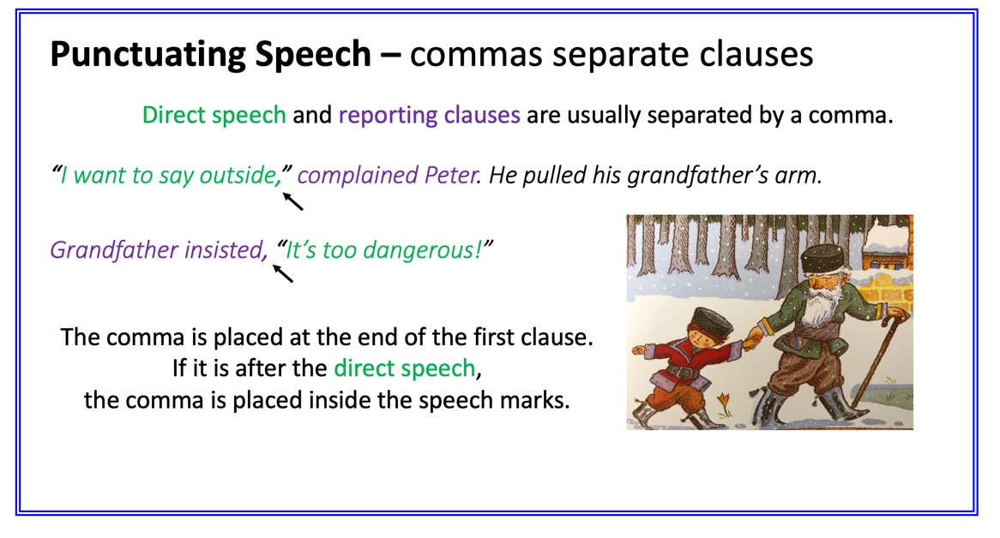 Punctuating Speech – commas separate clauses
Direct speech and reporting clauses are usually separated by a comma.
“I want to say outside,” complained Peter. He pulled his grandfather’s arm.
Grandfather insisted, “It’s too dangerous!”
The comma is placed at the end of the first clause.
If it is after the direct speech,
the comma is placed inside the speech marks.